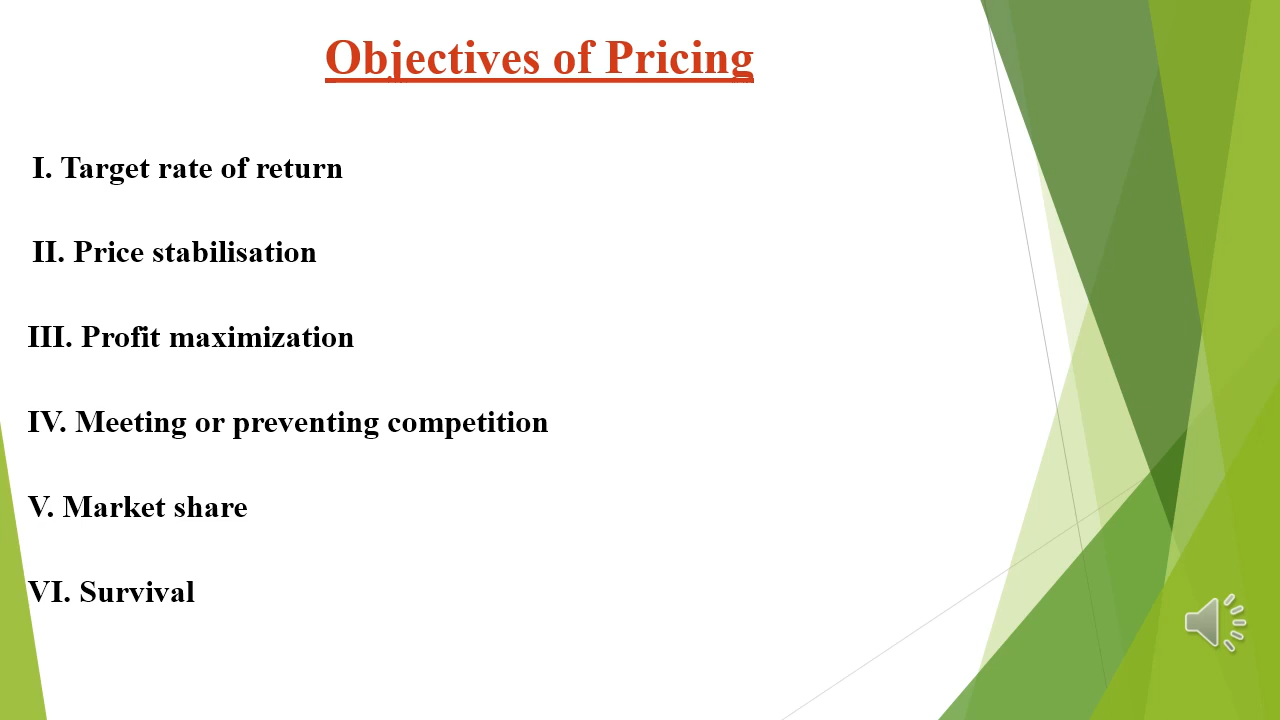 Objectives of Pricing
I. Target rate of return
II. Price stabilisation
III. Profit maximization
IV. Meeting or preventing competition
V. Market share
VI. Survival